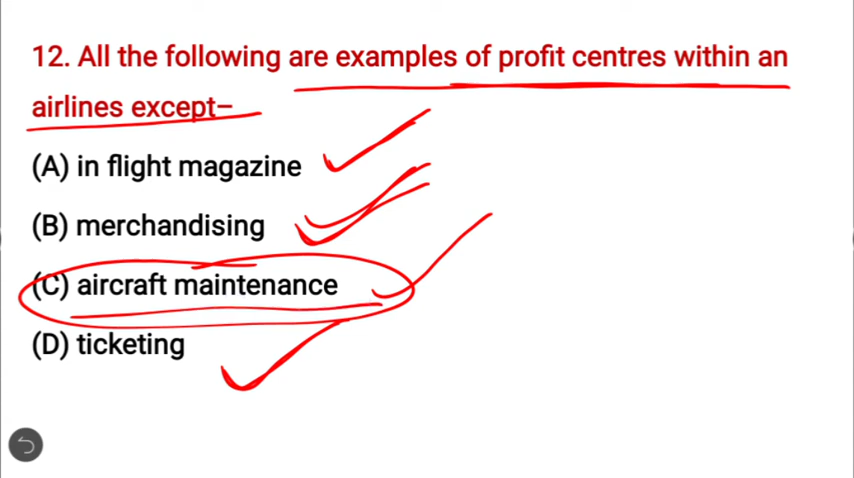 12. All the following are examples of profit centres within an
airlines except–
(A) in flight magazine
(B) merchandising
(C) aircraft maintenance
(D) ticketing